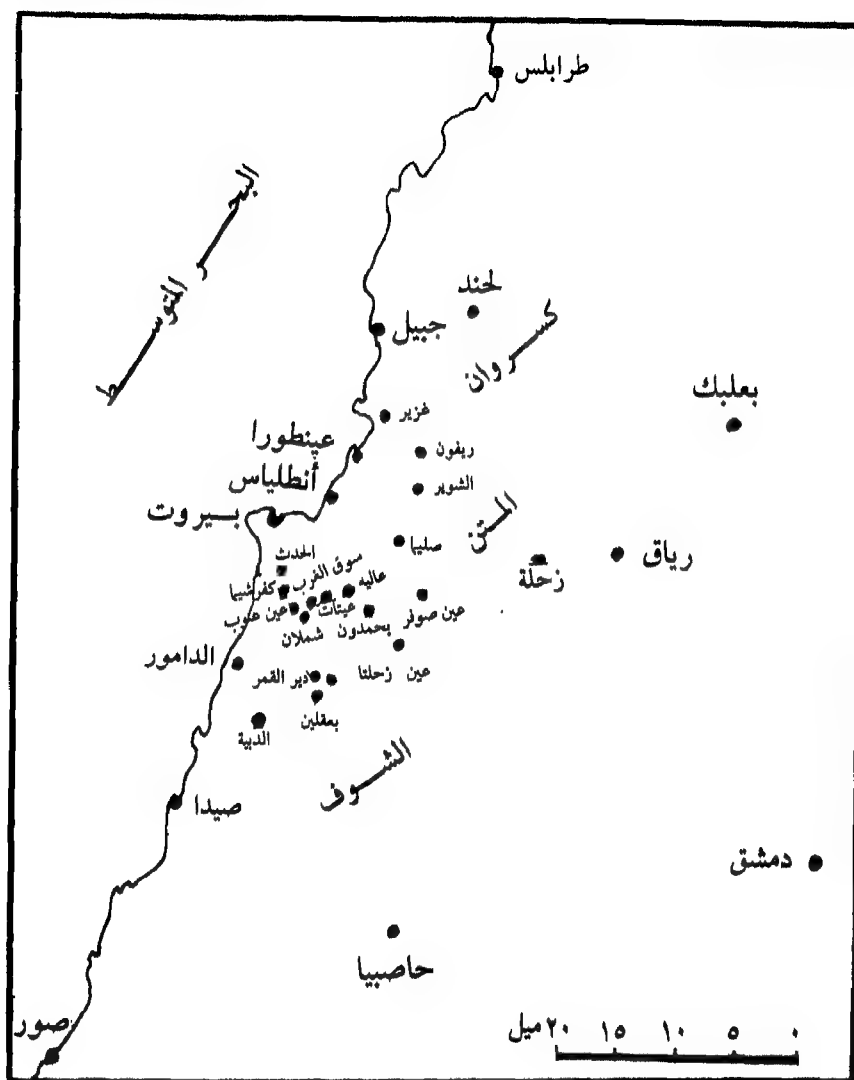 طرابلس
البحر المتوسط
لحند
جبيل
كسروان
بعلبك
غزير
عينطورا
ريفون
أنطلياس
الشوير
بيروت
المتن
صليما
رياق
زحلة
الحدث
سوق الغرب
عاليه
كفرشيما
عين عنوب
عيتات
عين صوفر
بحمدون
شملان
الدامور
عين زحلتا
دير القمر
بعقلين
الدبية
الشوف
صيدا
دمشق
حاصبيا
صور
٠ ٥ ١٠ ١٥ ٢٠ ميل